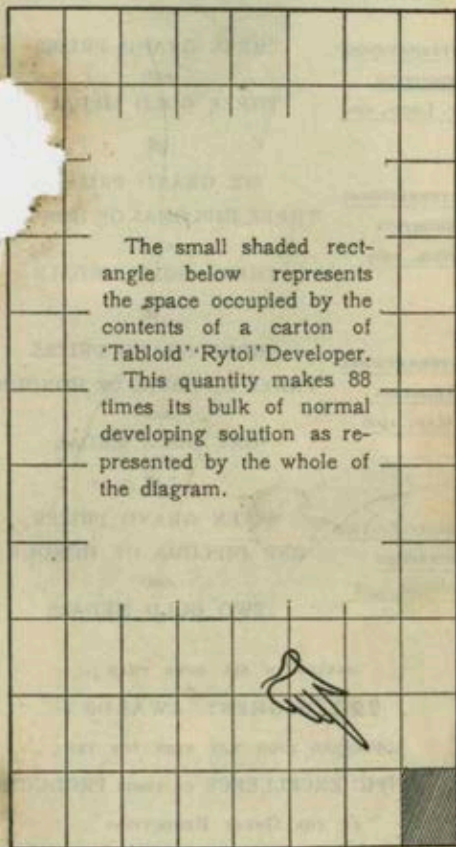 The small shaded rect-
angle below represents
the space occupied by the
contents of a carton of
'Tabloid' 'Rytol' Developer.
This quantity makes 88
times its bulk of normal
developing solution as re-
presented by the whole of
the diagram.